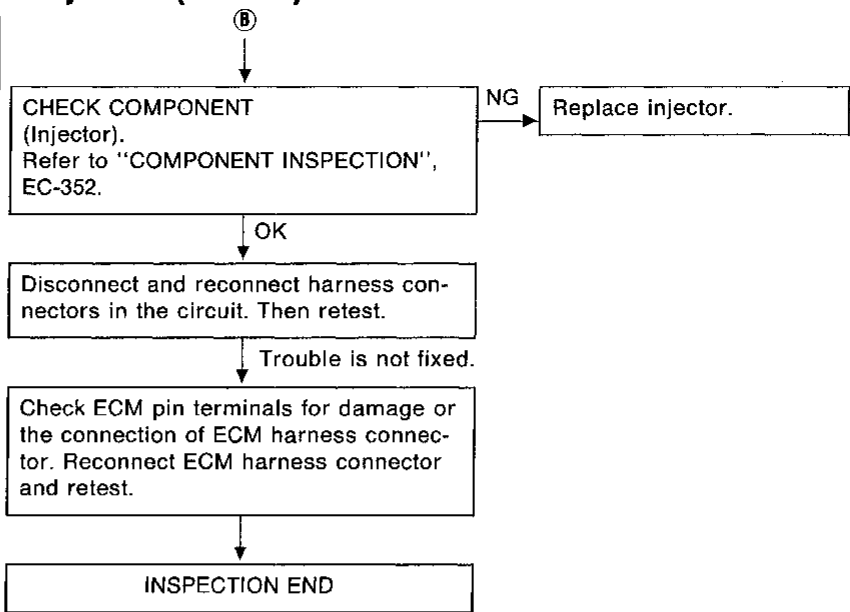 Ⓑ
CHECK COMPONENT
(Injector).
Refer to "COMPONENT INSPECTION",
EC-352.
NG
Replace injector.
OK
Disconnect and reconnect harness con-
nectors in the circuit. Then retest.
Trouble is not fixed.
Check ECM pin terminals for damage or
the connection of ECM harness connec-
tor. Reconnect ECM harness connector
and retest.
INSPECTION END